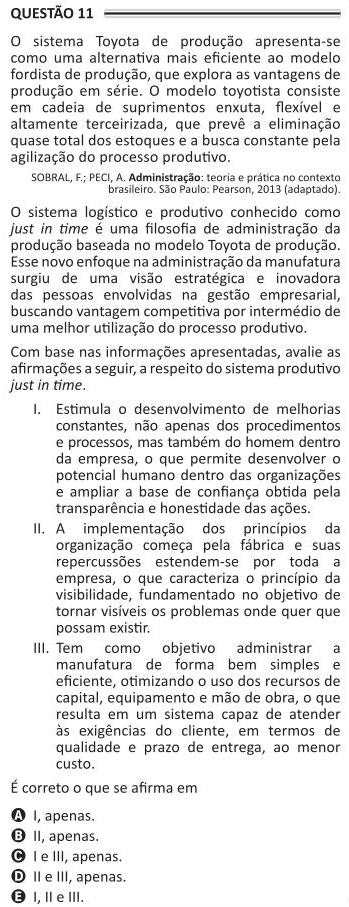 QUESTÃO 11
O sistema Toyota de produção apresenta-se
como uma alternativa mais eficiente ao modelo
fordista de produção, que explora as vantagens de
produção em série. O modelo toyotista consiste
em cadeia de suprimentos enxuta, flexível e
altamente terceirizada, que prevê a eliminação
quase total dos estoques e a busca constante pela
agilização do processo produtivo.
SOBRAL, F.; PECI, A. Administração: teoria e prática no contexto
brasileiro. São Paulo: Pearson, 2013 (adaptado).
O sistema logístico e produtivo conhecido como
just in time é uma filosofia de administração da
produção baseada no modelo Toyota de produção.
Esse novo enfoque na administração da manufatura
surgiu de uma visão estratégica e inovadora
das pessoas envolvidas na gestão empresarial,
buscando vantagem competitiva por intermédio de
uma melhor utilização do processo produtivo.
Com base nas informações apresentadas, avalie as
afirmações a seguir, a respeito do sistema produtivo
just in time.
I. Estimula o desenvolvimento de melhorias
constantes, não apenas dos procedimentos
e processos, mas também do homem dentro
da empresa, o que permite desenvolver o
potencial humano dentro das organizações
e ampliar a base de confiança obtida pela
transparência e honestidade das ações.
II. A implementação dos princípios da
organização começa pela fábrica e suas
repercussões estendem-se por toda a
empresa, o que caracteriza o princípio da
visibilidade, fundamentado no objetivo de
tornar visíveis os problemas onde quer que
possam existir.
III. Tem como objetivo administrar a
manufatura de forma bem simples e
eficiente, otimizando o uso dos recursos de
capital, equipamento e mão de obra, o que
resulta em um sistema capaz de atender
às exigências do cliente, em termos de
qualidade e prazo de entrega, ao menor
custo.
É correto o que se afirma em
A I, apenas.
B II, apenas.
C I e III, apenas.
D II e III, apenas.
E I, II e III.